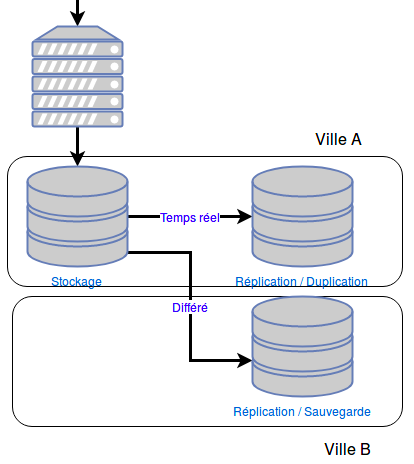 Ville A
Temps réel
Stockage
Réplication / Duplication
Différé
Réplication / Sauvegarde
Ville B